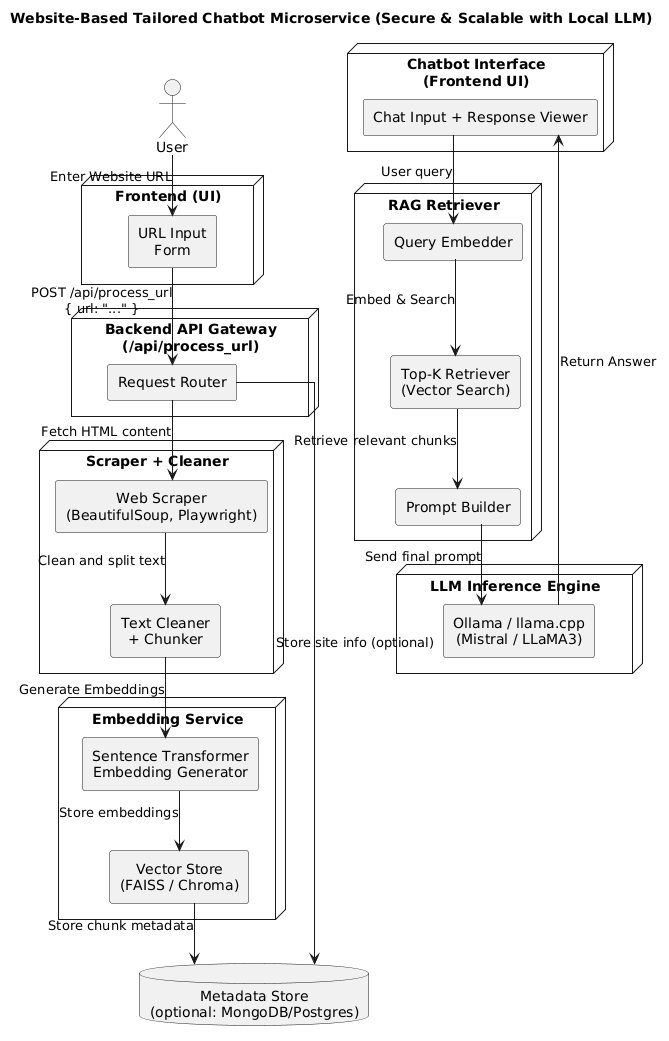 Website-Based Tailored Chatbot Microservice (Secure & Scalable with Local LLM)
User
Enter Website URL
Frontend (UI)
URL Input
Form
POST /api/process_url
{ url: "..." }
Backend API Gateway
(/api/process_url)
Request Router
Fetch HTML content
Scraper + Cleaner
Web Scraper
(BeautifulSoup, Playwright)
Clean and split text
Text Cleaner
+ Chunker
Store site info (optional)
Generate Embeddings
Embedding Service
Sentence Transformer
Embedding Generator
Store embeddings
Vector Store
(FAISS / Chroma)
Store chunk metadata
Metadata Store
(optional: MongoDB/Postgres)
Chatbot Interface
(Frontend UI)
Chat Input + Response Viewer
User query
RAG Retriever
Query Embedder
Embed & Search
Top-K Retriever
(Vector Search)
Retrieve relevant chunks
Prompt Builder
Send final prompt
LLM Inference Engine
Ollama / llama.cpp
(Mistral / LLaMA3)
Return Answer